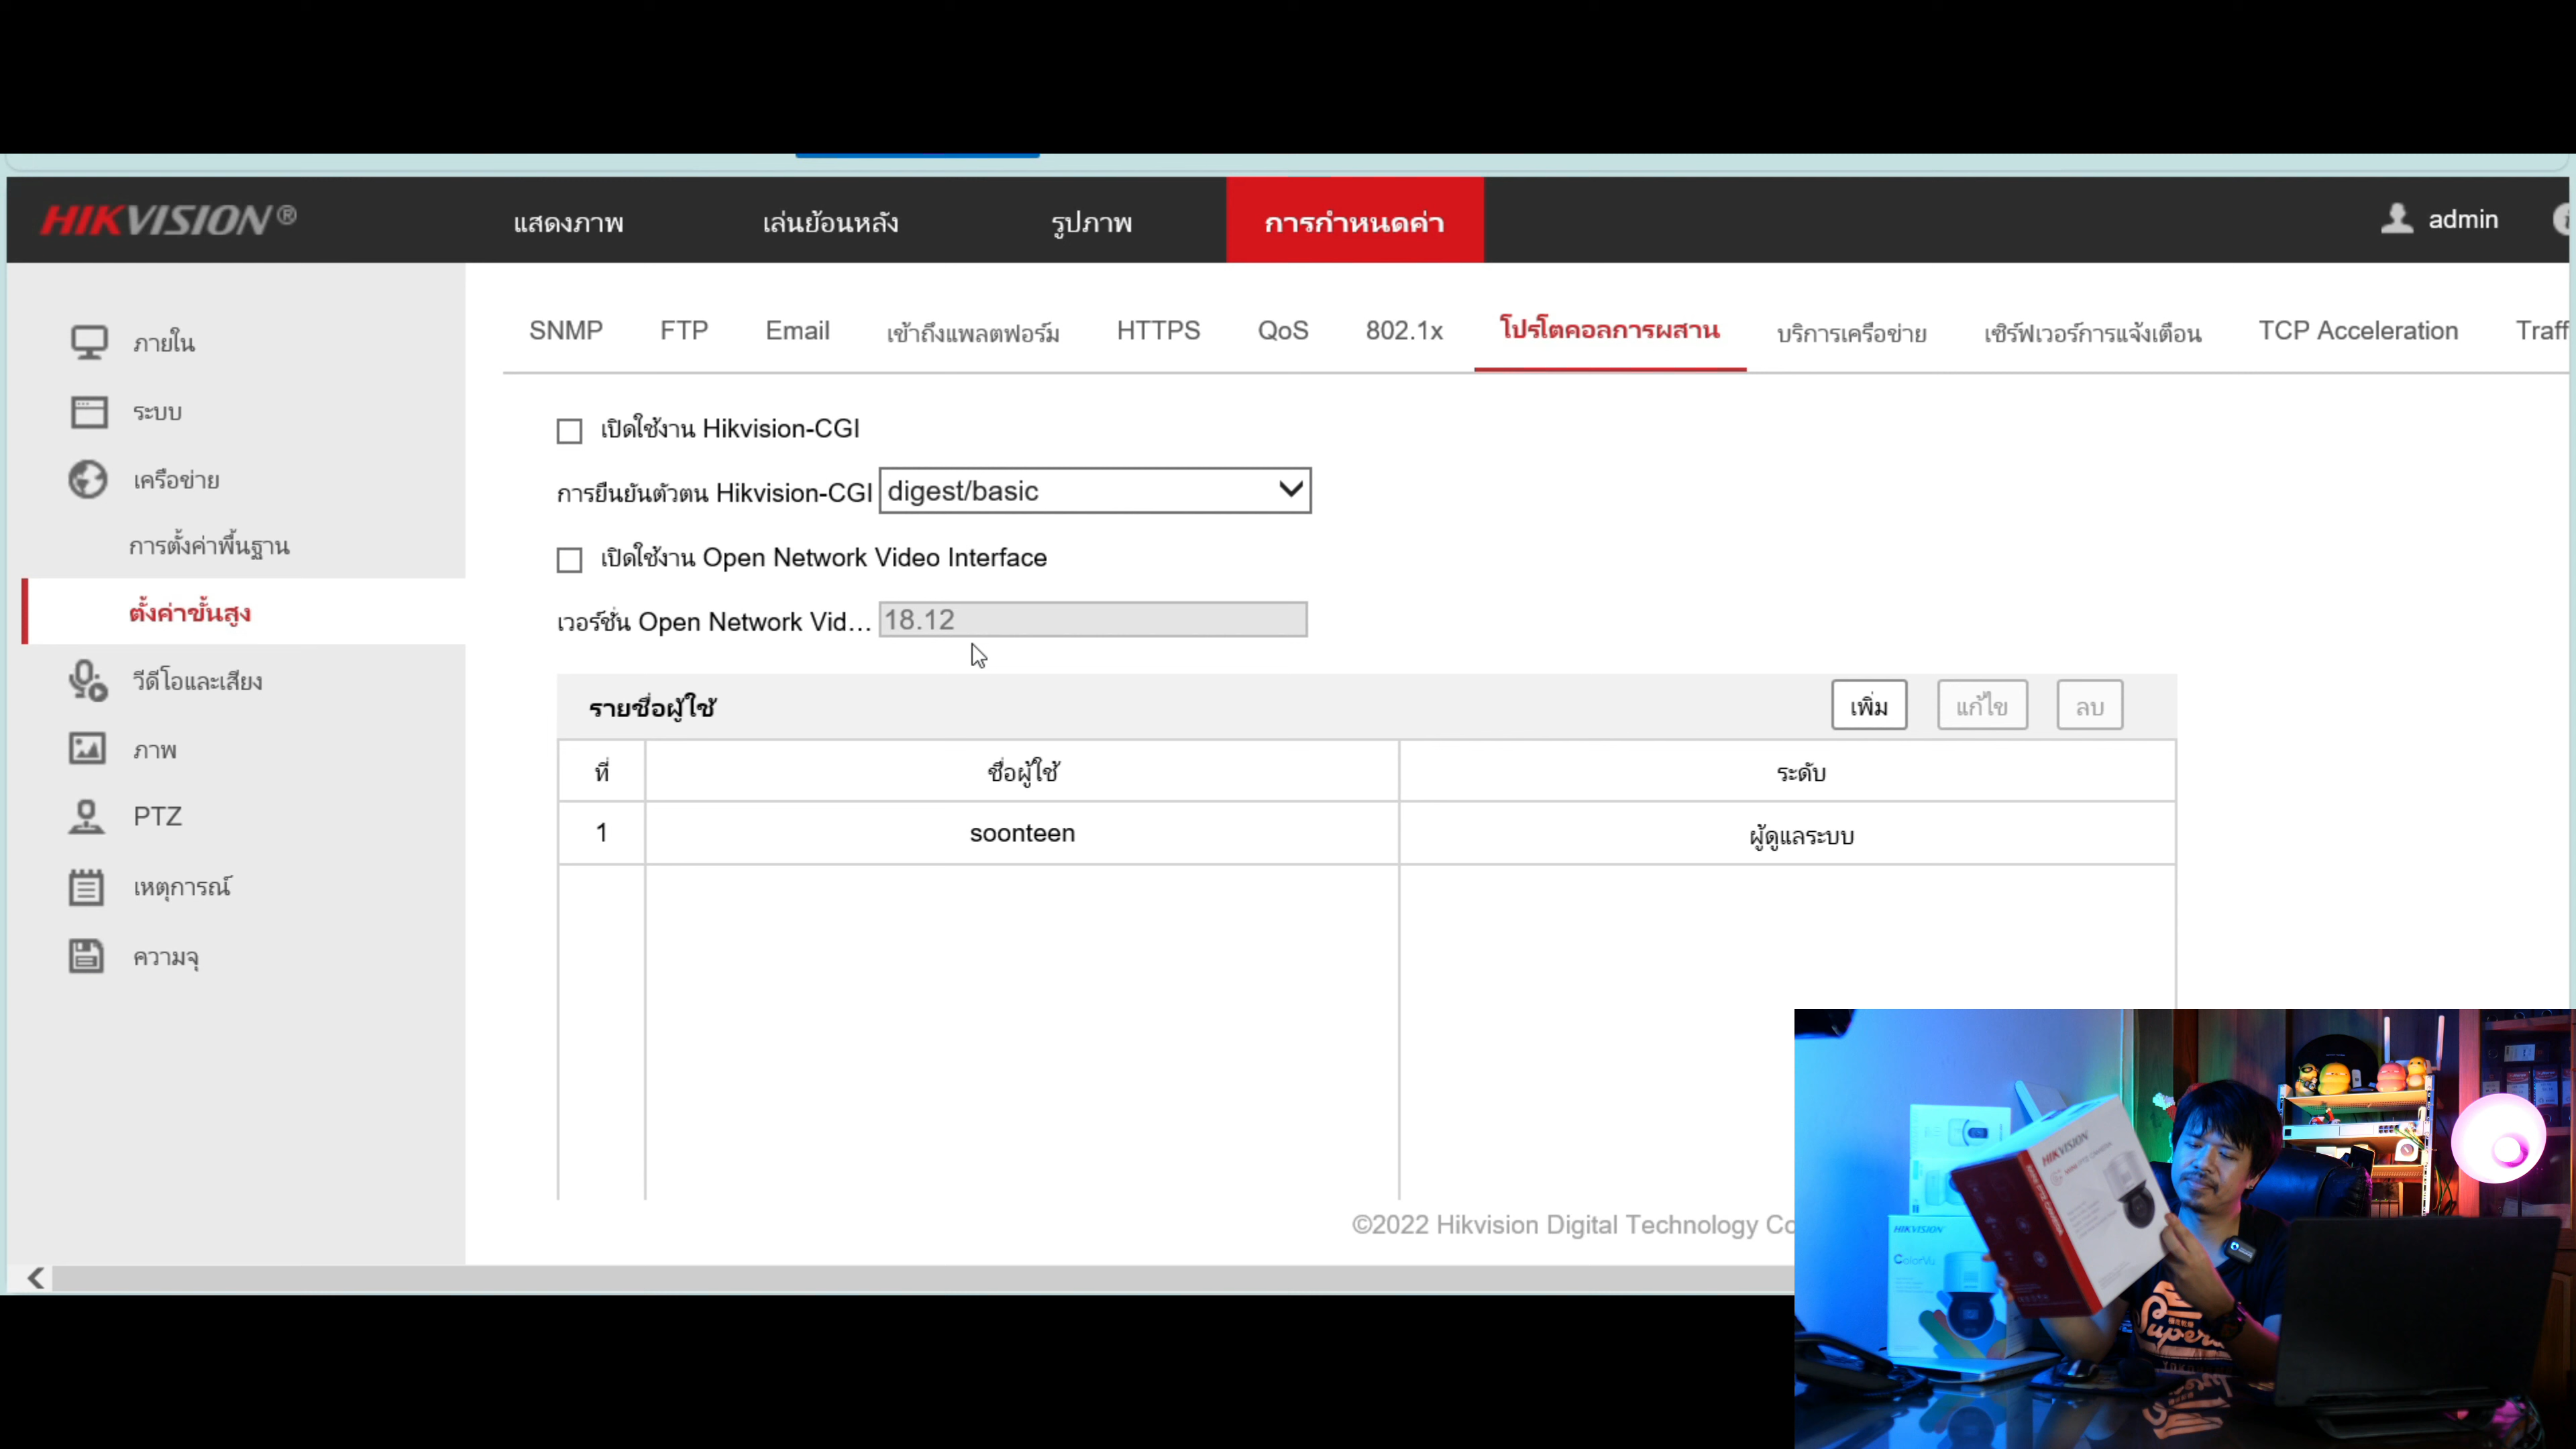 HIKVISION®
แสดงภาพ
เล่นย้อนหลัง
รูปภาพ
การกำหนดค่า
admin
ภายใน
ระบบ
เครือข่าย
การตั้งค่าพื้นฐาน
ตั้งค่าขั้นสูง
วีดีโอและเสียง
ภาพ
PTZ
เหตุการณ์
ความจุ
SNMP
FTP
Email
เข้าถึงแพลตฟอร์ม
HTTPS
QoS
802.1x
โปรโตคอลการผสาน
บริการเครือข่าย
เซิร์ฟเวอร์การแจ้งเตือน
TCP Acceleration
Traff
เปิดใช้งาน Hikvision-CGI
การยืนยันตัวตน Hikvision-CGI
digest/basic
เปิดใช้งาน Open Network Video Interface
เวอร์ชั่น Open Network Vid...
18.12
รายชื่อผู้ใช้
เพิ่ม
แก้ไข
ลบ
ที่
ชื่อผู้ใช้
ระดับ
1
soonteen
ผู้ดูแลระบบ
©2022 Hikvision Digital Technology Co
HIKVISION
HIKVISION
ColorVu
Super